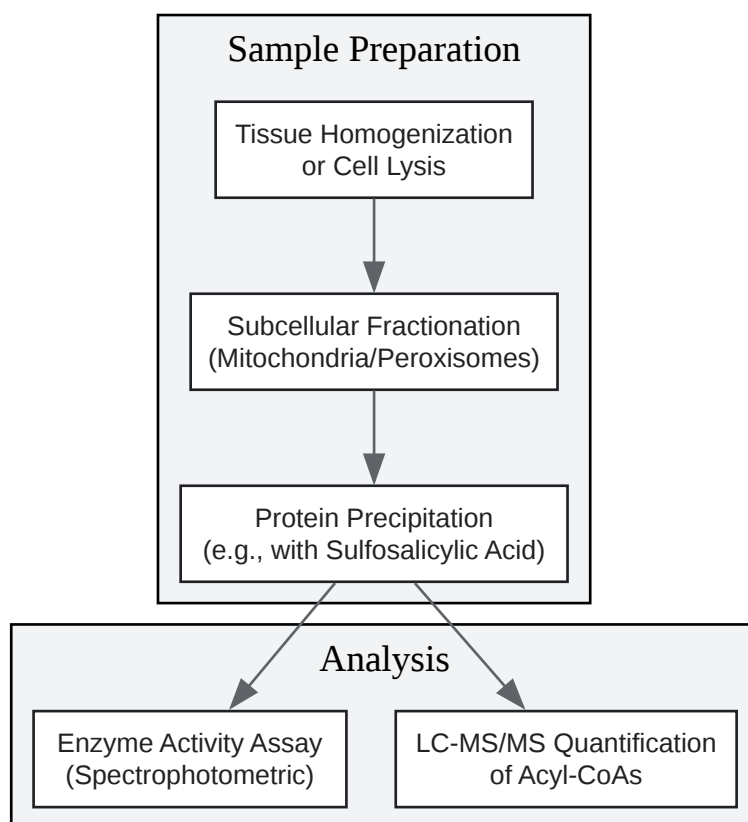 Sample Preparation
Tissue Homogenization
or Cell Lysis
Subcellular Fractionation
(Mitochondria/Peroxisomes)
Protein Precipitation
(e.g., with Sulfosalicylic Acid)
Analysis
Enzyme Activity Assay
(Spectrophotometric)
LC-MS/MS Quantification
of Acyl-CoAs